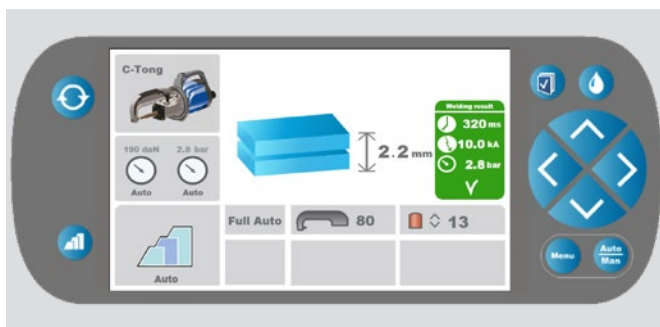 C-Tong
190 daN 2.8 bar
Auto Auto
Auto
2.2 mm
Welding result
320 ms
10.0 kA
2.8 bar
Full Auto 80 13
Menu
Auto
Man